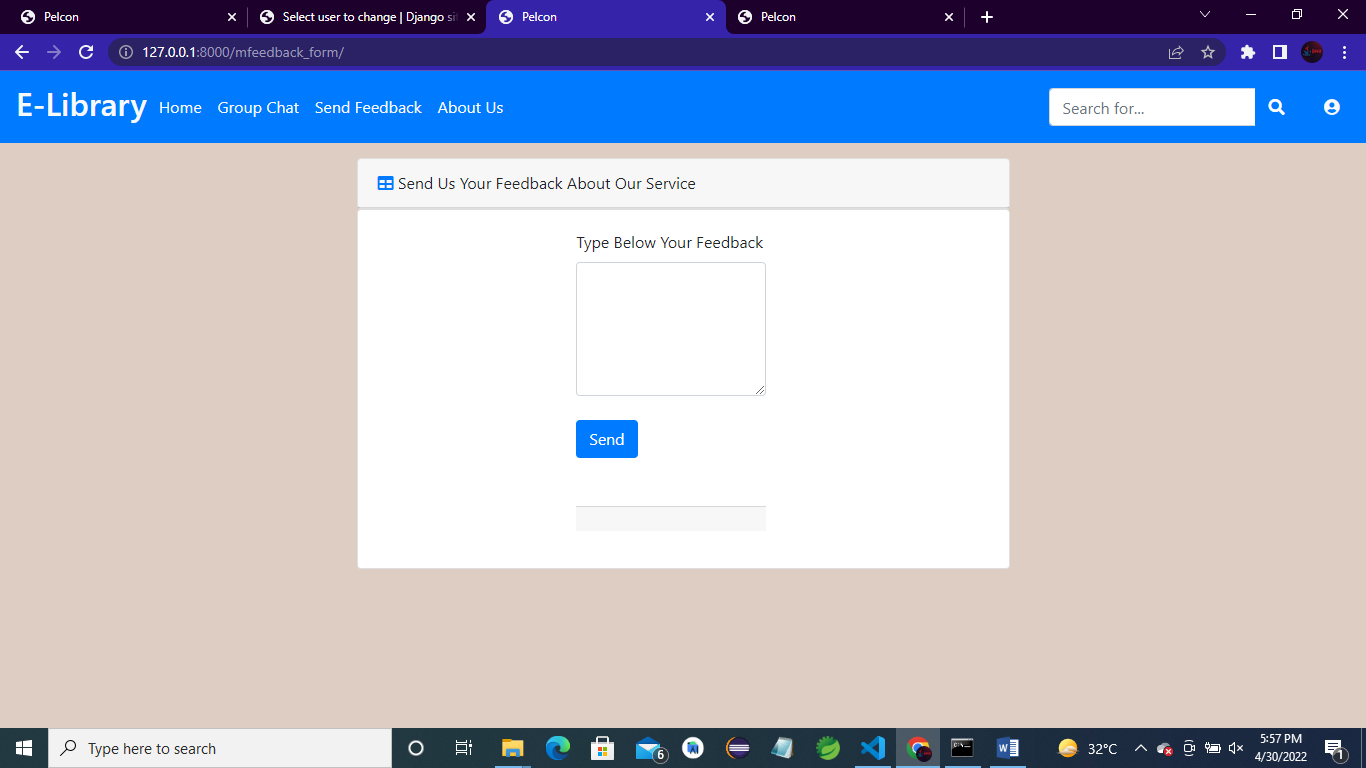 Pelcon
Select user to change | Django si
Pelcon
Pelcon
127.0.0.1:8000/mfeedback_form/
E-Library Home Group Chat Send Feedback About Us
Search for...
Send Us Your Feedback About Our Service
Type Below Your Feedback
Send
Type here to search
6
32°C
5:57 PM
4/30/2022
1